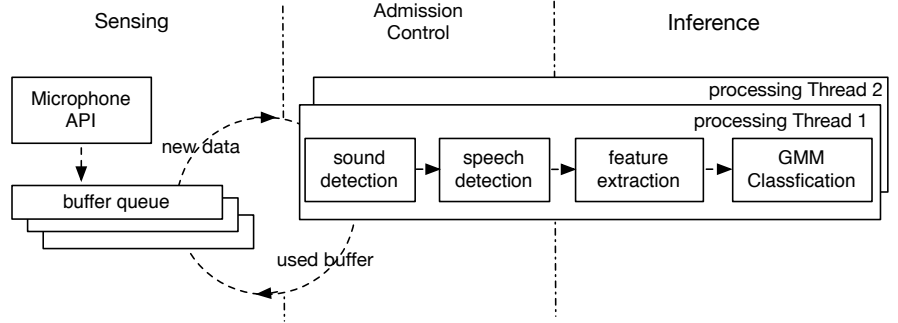 Sensing
Admission
Control
Inference
Microphone
API
new data
buffer queue
used buffer
processing Thread 2
processing Thread 1
sound
detection
speech
detection
feature
extraction
GMM
Classfication